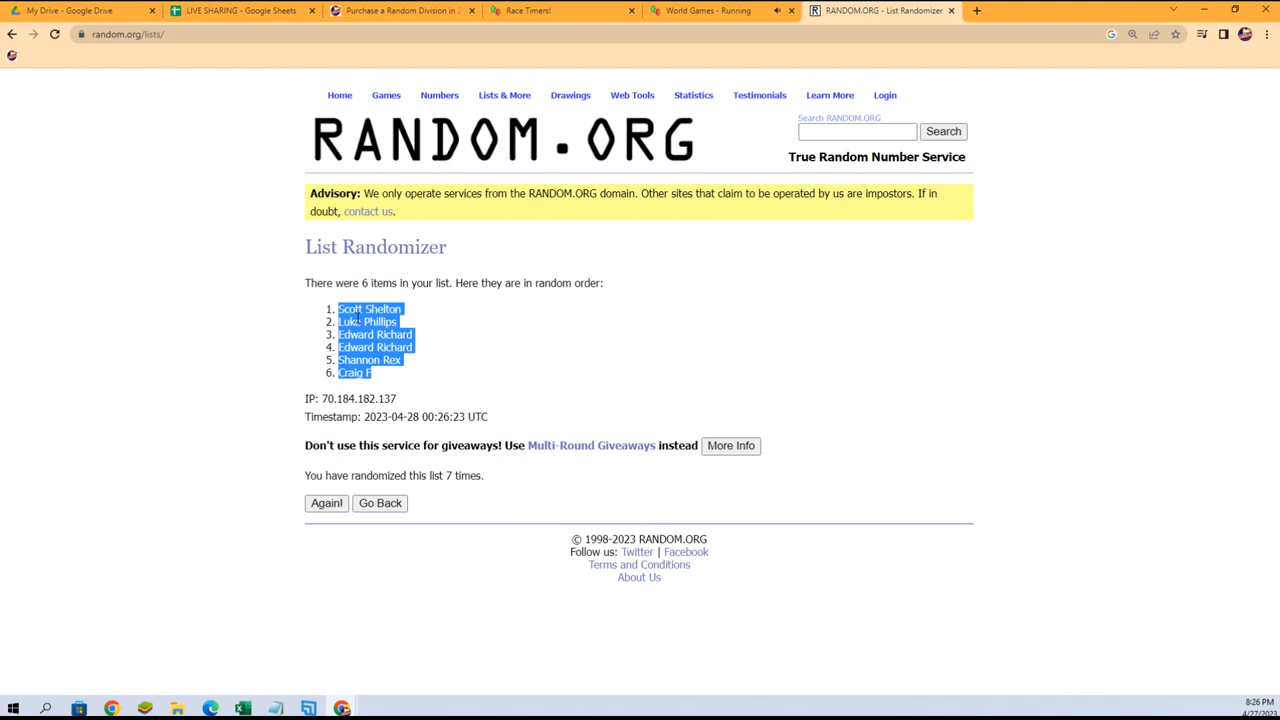 My Drive - Google Drive
LIVE SHARING - Google Sheets
Purchase a Random Division in
Race Timers!
World Games - Running
RANDOM.ORG - List Randomizer
random.org/lists/
Home Games Numbers Lists & More Drawings Web Tools Statistics Testimonials Learn More Login
Search RANDOM.ORG
Search
RANDOM.ORG
True Random Number Service
Advisory: We only operate services from the RANDOM.ORG domain. Other sites that claim to be operated by us are impostors. If in
doubt, contact us.
List Randomizer
There were 6 items in your list. Here they are in random order:
1. Scott Shelton
2. Luke Phillips
3. Edward Richard
4. Edward Richard
5. Shannon Rex
6. Craig F
IP: 70.184.182.137
Timestamp: 2023-04-28 00:26:23 UTC
Don't use this service for giveaways! Use Multi-Round Giveaways instead More Info
You have randomized this list 7 times.
Again! Go Back
© 1998-2023 RANDOM.ORG
Follow us: Twitter | Facebook
Terms and Conditions
About Us
8:26 PM
4/27/2023